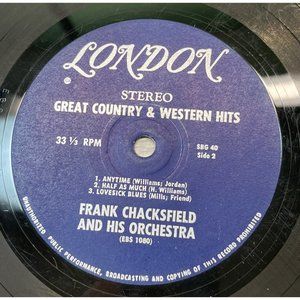 LONDON
STEREO
GREAT COUNTRY & WESTERN HITS
33 1/3 RPM
SBG 40
Side 2
1. ANYTIME (Williams; Jordan)
2. HALF AS MUCH (H. Williams)
3. LOVESICK BLUES (Mills; Friend)
FRANK CHACKSFIELD
AND HIS ORCHESTRA
(EBS 1080)
UNAUTHORIZED PUBLIC PERFORMANCE, BROADCASTING AND COPYING OF THIS RECORD PROHIBITED